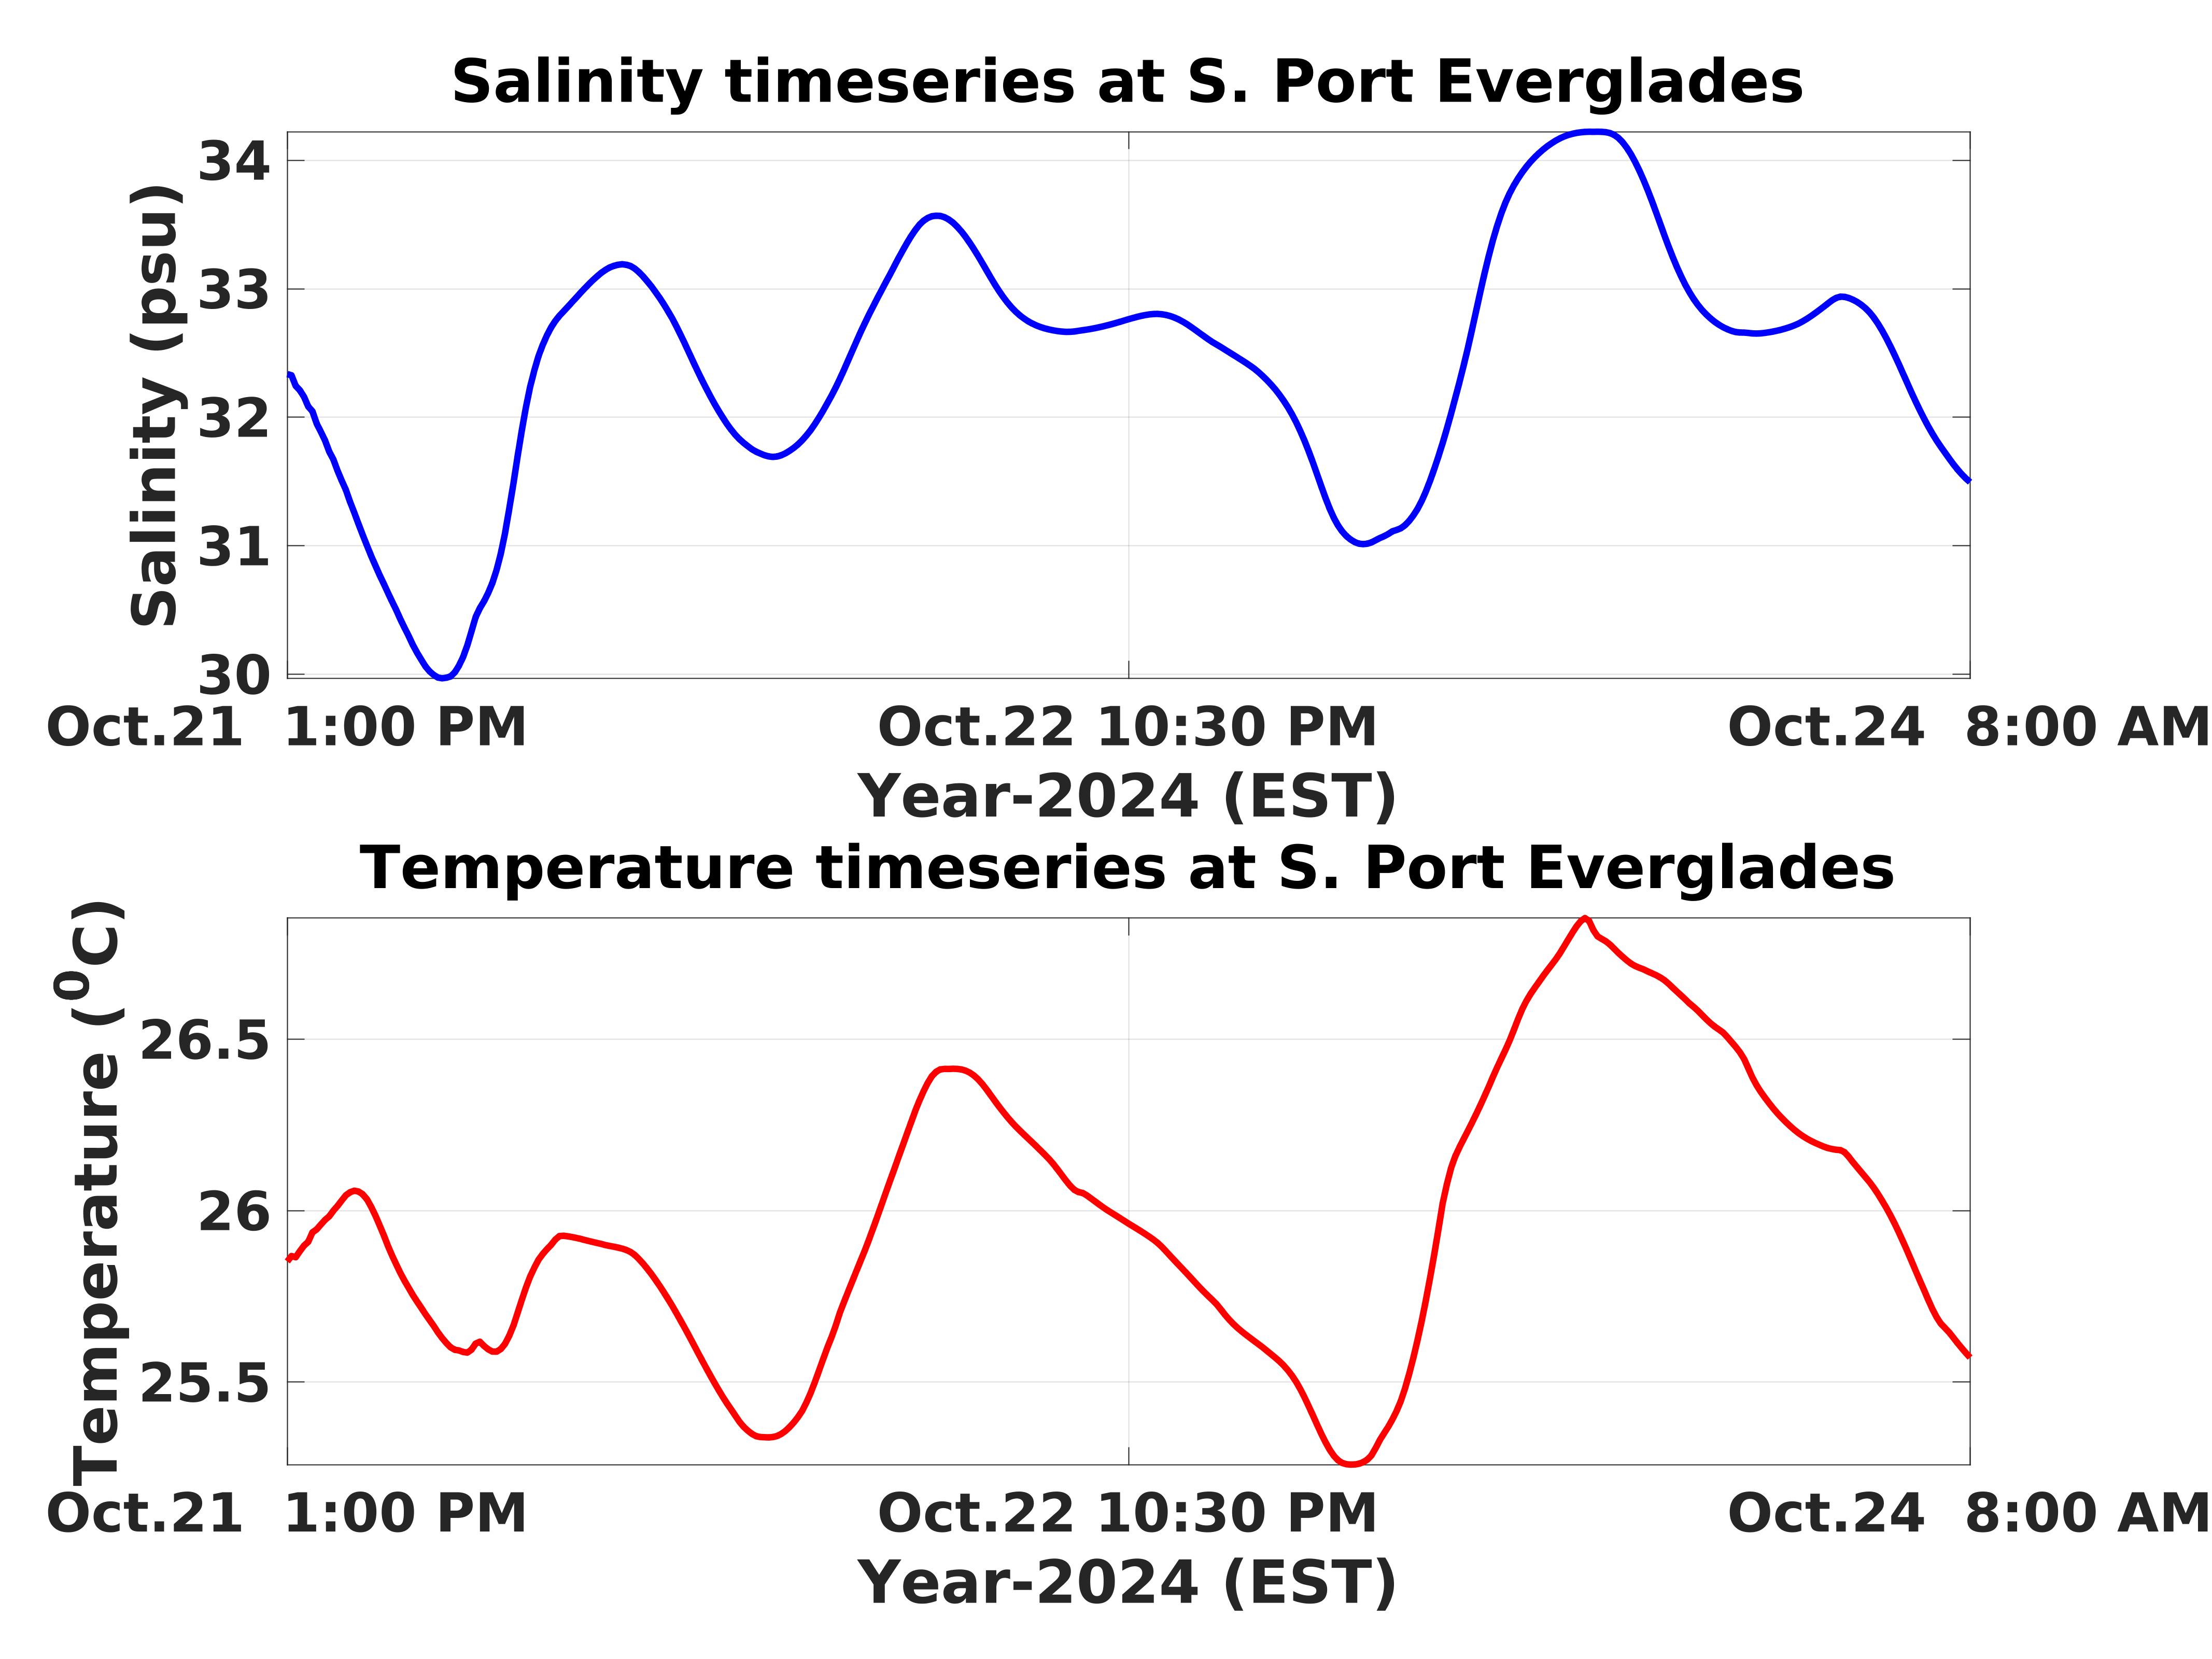 Salinity timeseries at S. Port Everglades
Salinity (psu)
34
33
32
31
30
Oct.21  1:00 PM
Oct.22 10:30 PM
Oct.24  8:00 AM
Year-2024 (EST)
Temperature timeseries at S. Port Everglades
Temperature (⁰C)
26.5
26
25.5
Oct.21  1:00 PM
Oct.22 10:30 PM
Oct.24  8:00 AM
Year-2024 (EST)